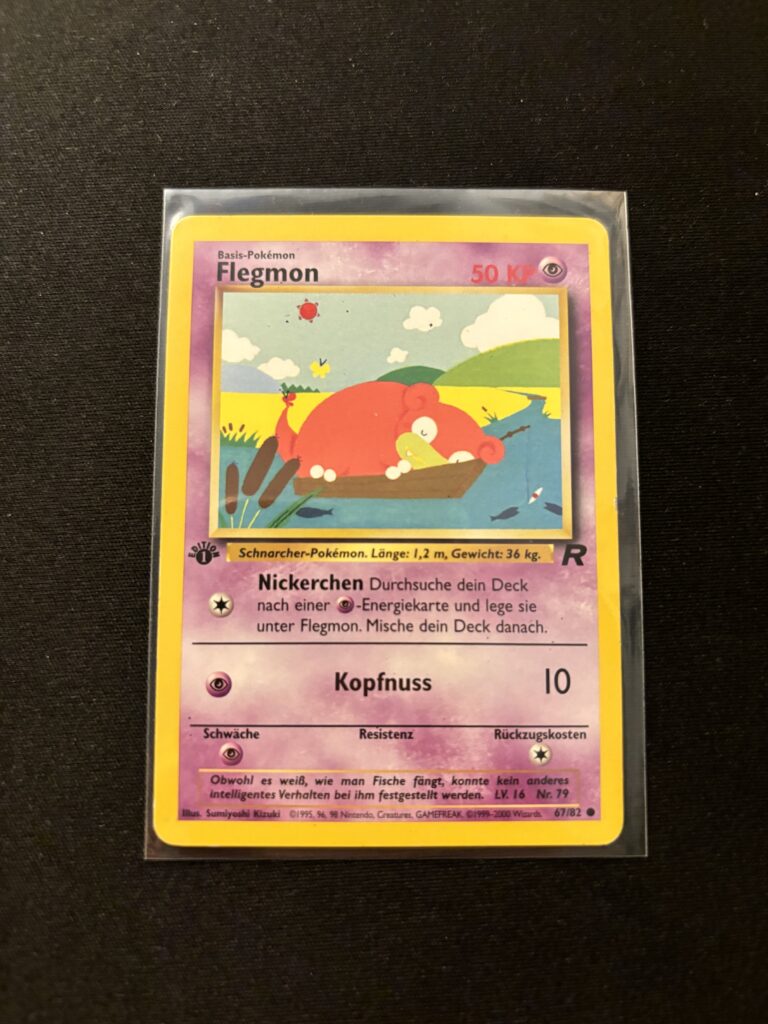 Basis-Pokémon
Flegmon 50 KP
EDITION 1
Schnarcher-Pokémon. Länge: 1,2 m, Gewicht: 36 kg.
R
Nickerchen Durchsuche dein Deck
nach einer -Energiekarte und lege sie
unter Flegmon. Mische dein Deck danach.
Kopfnuss 10
Schwäche Resistenz Rückzugskosten
Obwohl es weiß, wie man Fische fängt, konnte kein anderes
intelligentes Verhalten bei ihm festgestellt werden. LV. 16 Nr. 79
Illus. Sumiyoshi Kizuki ©1995, 96, 98 Nintendo, Creatures, GAMEFREAK. ©1999-2000 Wizards. 67/82